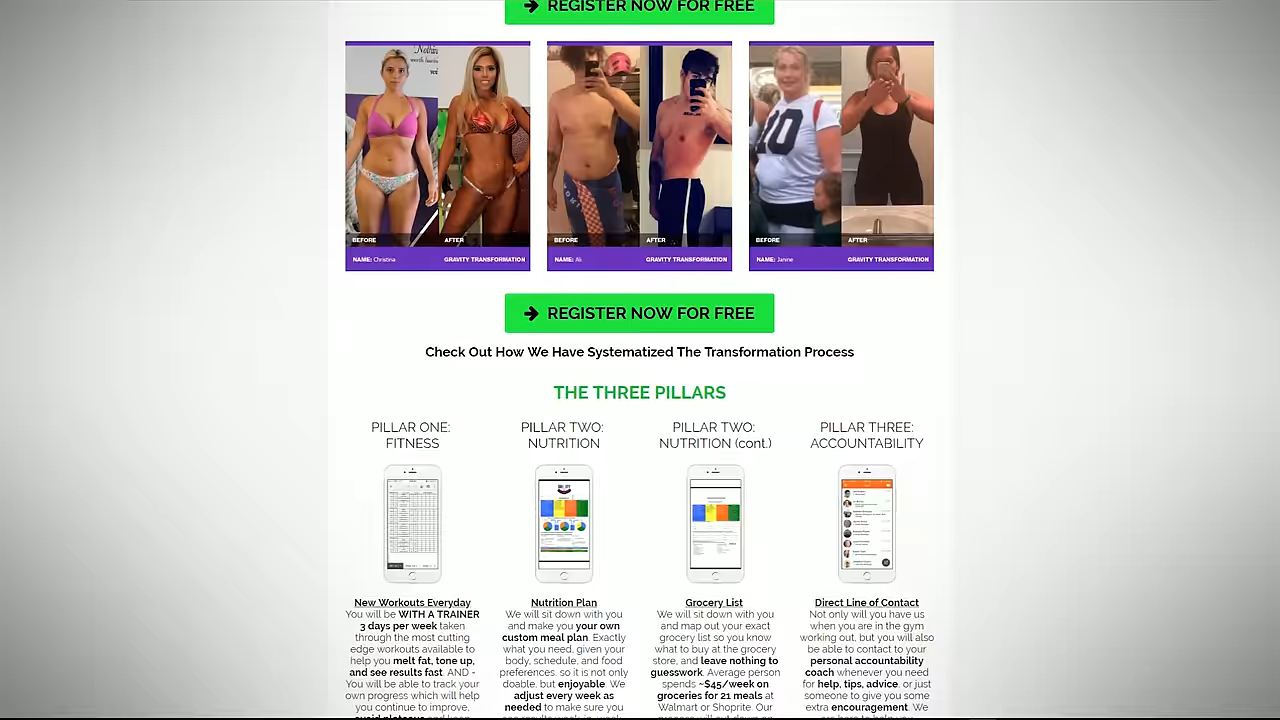 REGISTER NOW FOR FREE
Nothin
BEFORE
AFTER
BEFORE
AFTER
BEFORE
AFTER
NAME: Christina
GRAVITY TRANSFORMATION
NAME: Ali
GRAVITY TRANSFORMATION
NAME: Janine
GRAVITY TRANSFORMATION
REGISTER NOW FOR FREE
Check Out How We Have Systematized The Transformation Process
THE THREE PILLARS
PILLAR ONE:
FITNESS
New Workouts Everyday
You will be WITH A TRAINER
3 days per week taken
through the most cutting
edge workouts available to
help you melt fat, tone up,
and see results fast. AND -
You will be able to track your
own progress which will help
you continue to improve,
PILLAR TWO:
NUTRITION
Nutrition Plan
We will sit down with you
and make you your own
custom meal plan. Exactly
what you need, given your
body, schedule, and food
preferences. so it is not only
doable, but enjoyable. We
adjust every week as
needed to make sure you
PILLAR TWO:
NUTRITION (cont.)
Grocery List
We will sit down with you
and map out your exact
grocery list so you know
what to buy at the grocery
store, and leave nothing to
guesswork. Average person
spends ~$45/week on
groceries for 21 meals at
Walmart or Shoprite. Our
PILLAR THREE:
ACCOUNTABILITY
Direct Line of Contact
Not only will you have us
when you are in the gym
working out, but you will also
be able to contact to your
personal accountability
coach whenever you need
for help, tips, advice, or just
someone to give you some
extra encouragement. We